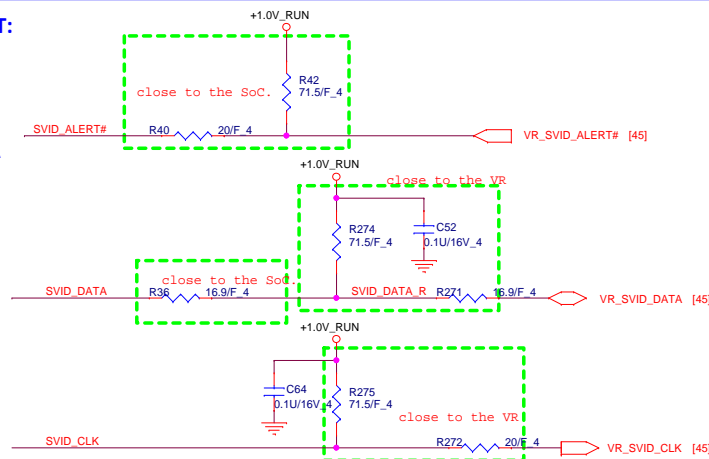 T:
+1.0V_RUN
close to the SoC.
R42
71.5/F_4
SVID_ALERT#
R40
20/F_4
VR_SVID_ALERT# [45]
+1.0V_RUN
close to the VR
R274
71.5/F_4
C52
0.1U/16V_4
close to the SoC.
SVID_DATA
R36
16.9/F_4
SVID_DATA_R
R271
16.9/F_4
VR_SVID_DATA [45]
+1.0V_RUN
C64
0.1U/16V_4
R275
71.5/F_4
close to the VR
SVID_CLK
R272
20/F_4
VR_SVID_CLK [45]